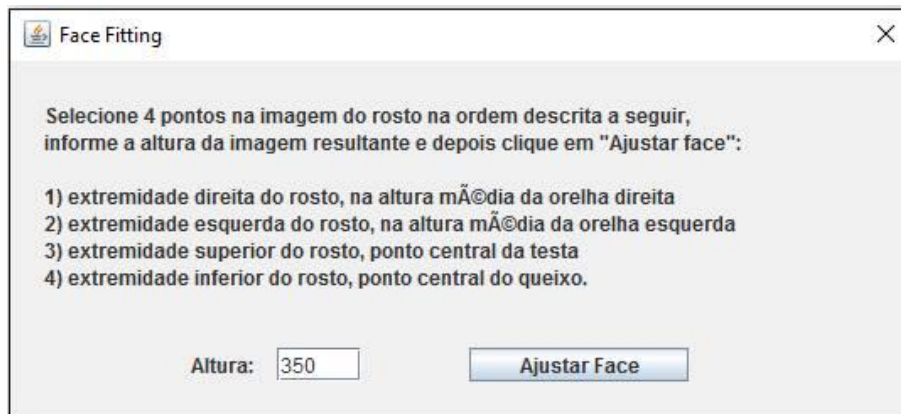 Face Fitting
Selecione 4 pontos na imagem do rosto na ordem descrita a seguir,
informe a altura da imagem resultante e depois clique em "Ajustar face":
1) extremidade direita do rosto, na altura mÃ©dia da orelha direita
2) extremidade esquerda do rosto, na altura mÃ©dia da orelha esquerda
3) extremidade superior do rosto, ponto central da testa
4) extremidade inferior do rosto, ponto central do queixo.
Altura: 350 Ajustar Face